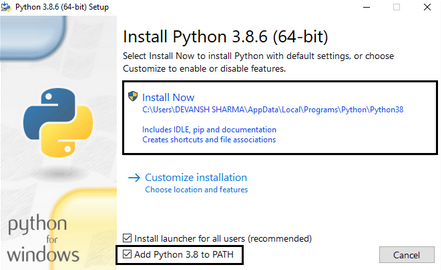 Python 3.8.6 (64-bit) Setup
Install Python 3.8.6 (64-bit)
Select Install Now to install Python with default settings, or choose
Customize to enable or disable features.
Install Now
C:\Users\DEVANSH SHARMA\AppData\Local\Programs\Python\Python38
Includes IDLE, pip and documentation
Creates shortcuts and file associations
Customize installation
Choose location and features
python
for
windows
Install launcher for all users (recommended)
Add Python 3.8 to PATH
Cancel